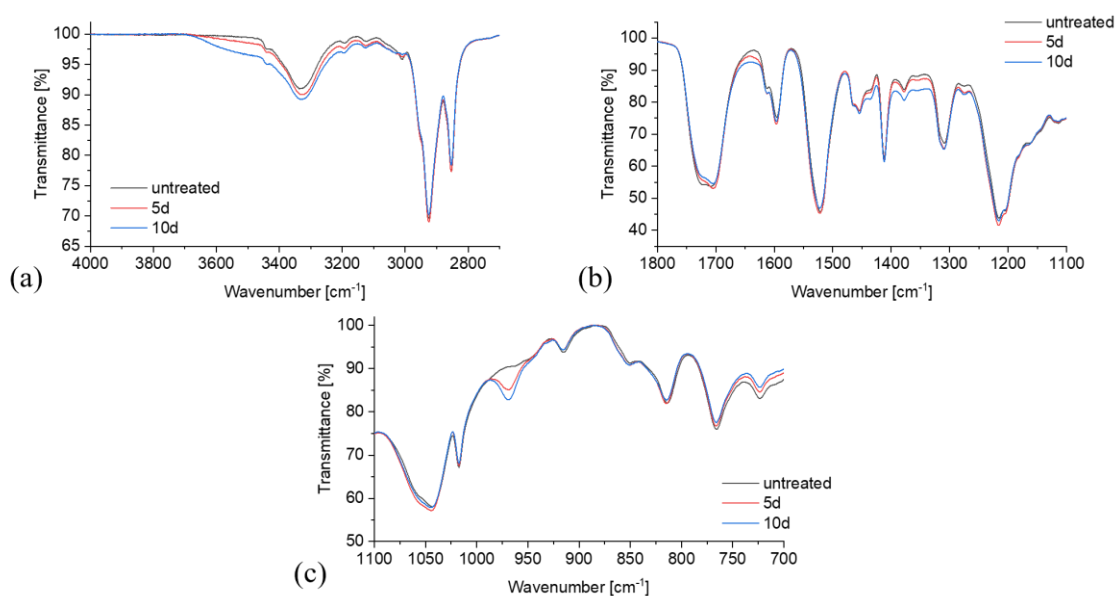 100
95
90
85
80
75
70
65
4000 3800 3600 3400 3200 3000 2800
Transmittance [%]
Wavenumber [cm⁻¹]
untreated
5d
10d
(a)
100
90
80
70
60
50
40
1800 1700 1600 1500 1400 1300 1200 1100
Transmittance [%]
Wavenumber [cm⁻¹]
untreated
5d
10d
(b)
100
90
80
70
60
50
1100 1050 1000 950 900 850 800 750 700
Transmittance [%]
Wavenumber [cm⁻¹]
untreated
5d
10d
(c)